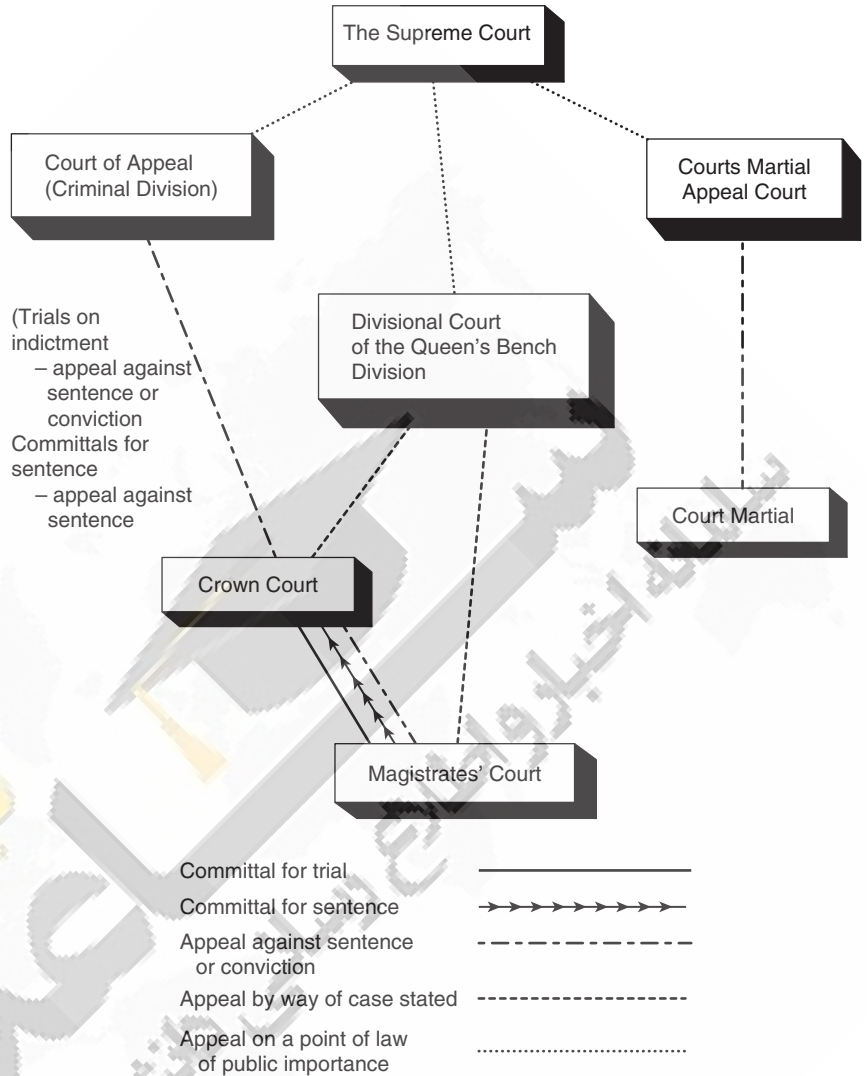 The Supreme Court
Court of Appeal
(Criminal Division)
Courts Martial
Appeal Court
(Trials on
indictment
– appeal against
sentence or
conviction
Committals for
sentence
– appeal against
sentence
Divisional Court
of the Queen's Bench
Division
Court Martial
Crown Court
Magistrates' Court
Committal for trial
Committal for sentence
Appeal against sentence
or conviction
Appeal by way of case stated
Appeal on a point of law
of public importance